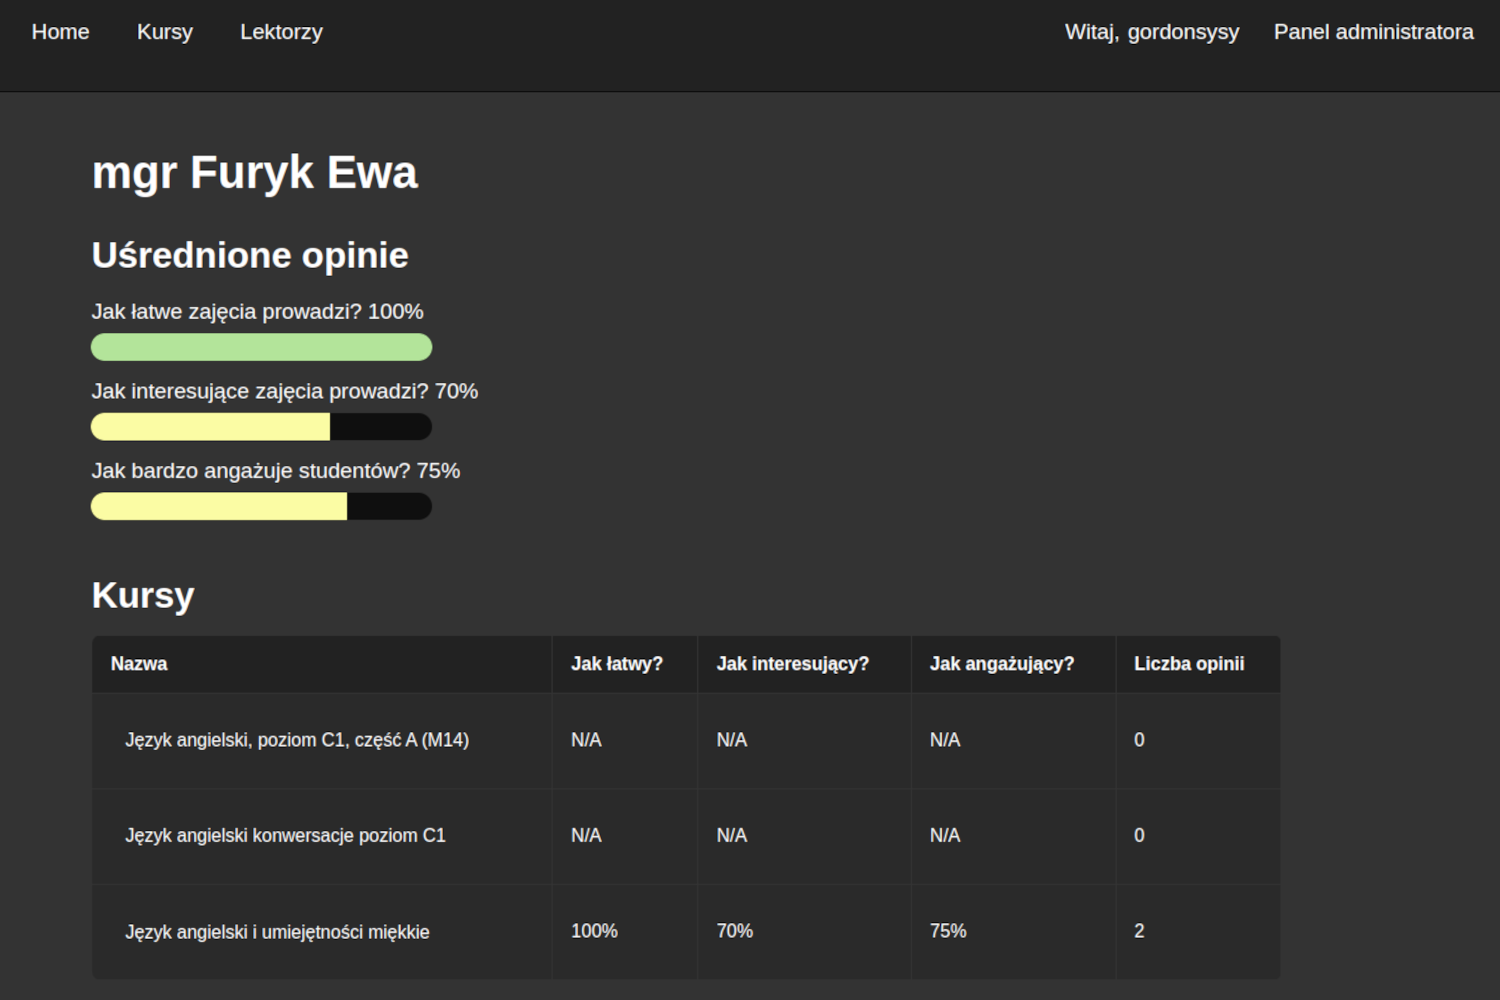 Home Kursy Lektorzy Witaj, gordonsysy Panel administratora
mgr Furyk Ewa
Uśrednione opinie
Jak łatwe zajęcia prowadzi? 100%
Jak interesujące zajęcia prowadzi? 70%
Jak bardzo angażuje studentów? 75%
Kursy
Nazwa Jak łatwy? Jak interesujący? Jak angażujący? Liczba opinii
Język angielski, poziom C1, część A (M14) N/A N/A N/A 0
Język angielski konwersacje poziom C1 N/A N/A N/A 0
Język angielski i umiejętności miękkie 100% 70% 75% 2